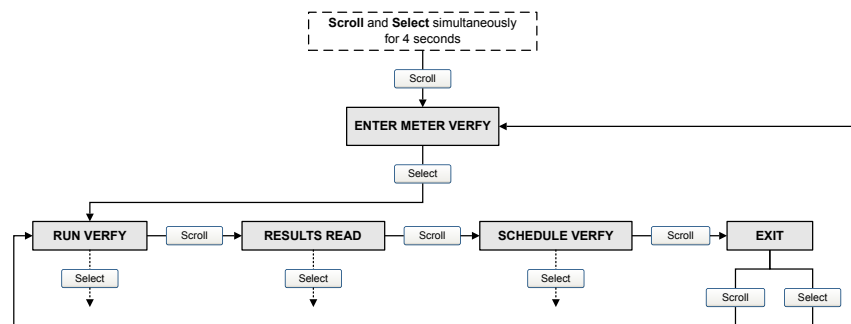 Scroll and Select simultaneously
for 4 seconds
Scroll
ENTER METER VERFY
Select
RUN VERFY
Scroll
RESULTS READ
Scroll
SCHEDULE VERFY
Scroll
EXIT
Select
Select
Select
Scroll
Select